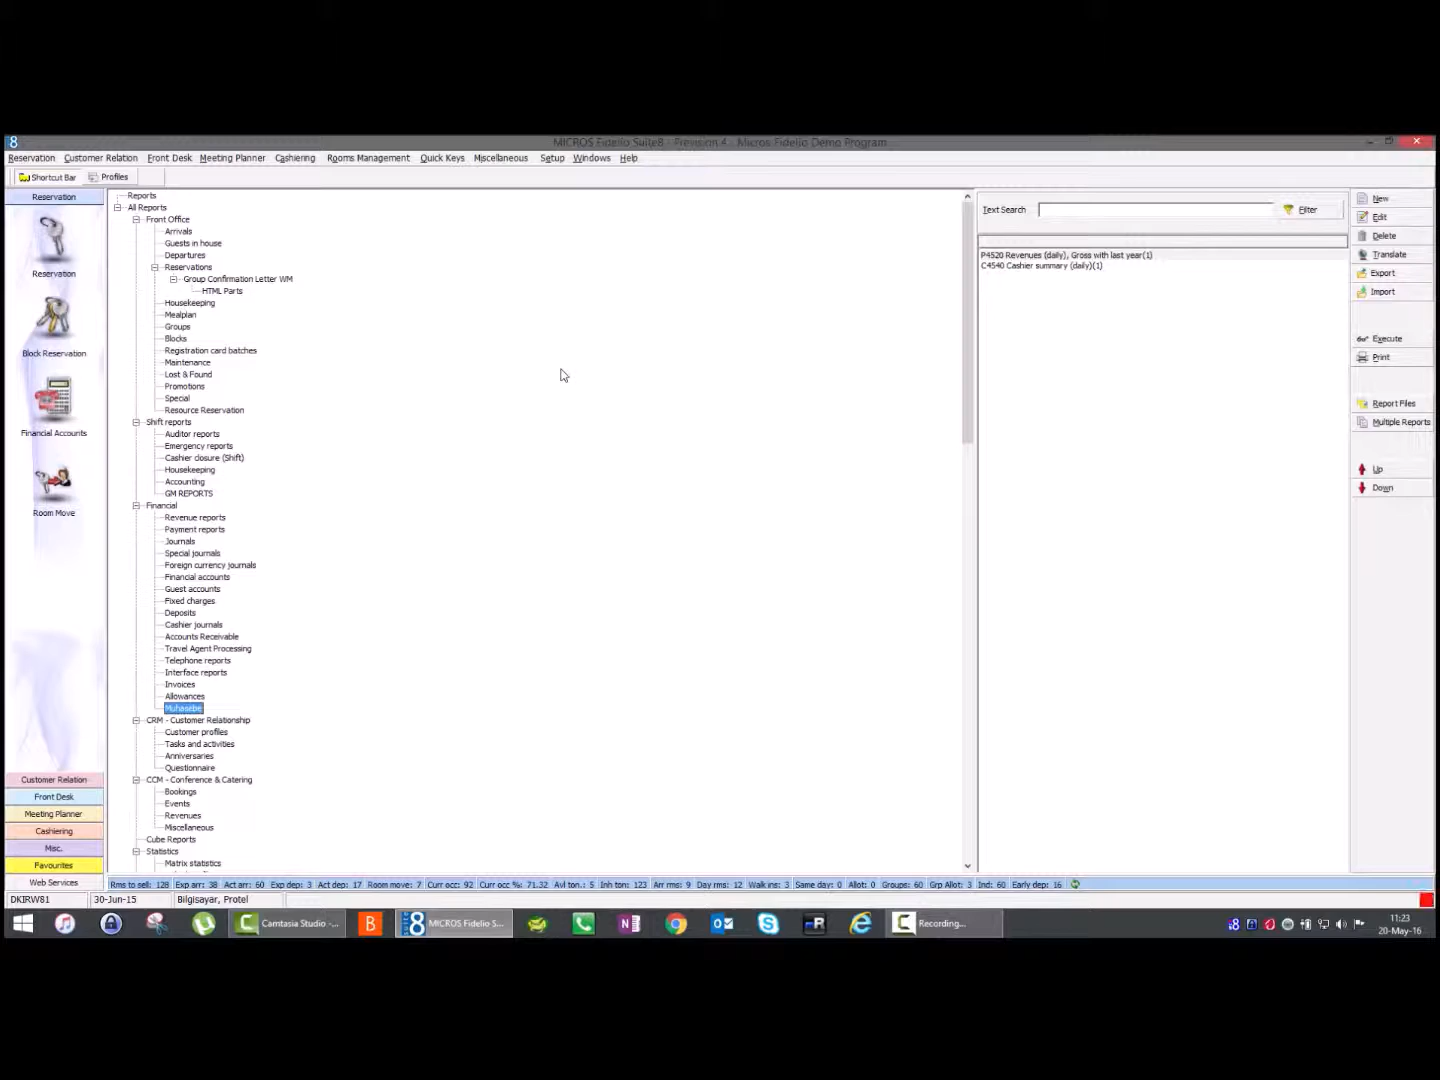 8 MICROS Fidelio Suite8 - Prevision 4 - Micros Fidelio Demo Program
Reservation Customer Relation Front Desk Meeting Planner Cashiering Rooms Management Quick Keys Miscellaneous Setup Windows Help
Shortcut Bar Profiles
Reservation
Reservation
Block Reservation
Financial Accounts
Room Move
Customer Relation
Front Desk
Meeting Planner
Cashiering
Misc.
Favourites
Web Services
Reports
All Reports
Front Office
Arrivals
Guests in house
Departures
Reservations
Group Confirmation Letter WM
HTML Parts
Housekeeping
Mealplan
Groups
Blocks
Registration card batches
Maintenance
Lost & Found
Promotions
Special
Resource Reservation
Shift reports
Auditor reports
Emergency reports
Cashier closure (Shift)
Housekeeping
Accounting
GM REPORTS
Financial
Revenue reports
Payment reports
Journals
Special journals
Foreign currency journals
Financial accounts
Guest accounts
Fixed charges
Deposits
Cashier journals
Accounts Receivable
Travel Agent Processing
Telephone reports
Interface reports
Invoices
Allowances
Muhasebe
CRM - Customer Relationship
Customer profiles
Tasks and activities
Anniversaries
Questionnaire
CCM - Conference & Catering
Bookings
Events
Revenues
Miscellaneous
Cube Reports
Statistics
Matrix statistics
Text Search Filter
P4520 Revenues (daily), Gross with last year(1)
C4540 Cashier summary (daily)(1)
New
Edit
Delete
Translate
Export
Import
Execute
Print
Report Files
Multiple Reports
Up
Down
Rms to sell: 128 Exp arr: 38 Act arr: 60 Exp dep: 3 Act dep: 17 Room move: 7 Curr occ: 92 Curr occ %: 71.32 Avl ton.: 5 Inh ton: 123 Arr rms: 9 Day rms: 12 Walk ins: 3 Same day: 0 Allot: 0 Groups: 60 Grp Allot: 3 Ind: 60 Early dep: 16
DKIRW81 30-Jun-15 Bilgisayar, Protel
Camtasia Studio -... MICROS Fidelio S... Recording...
11:23
20-May-16